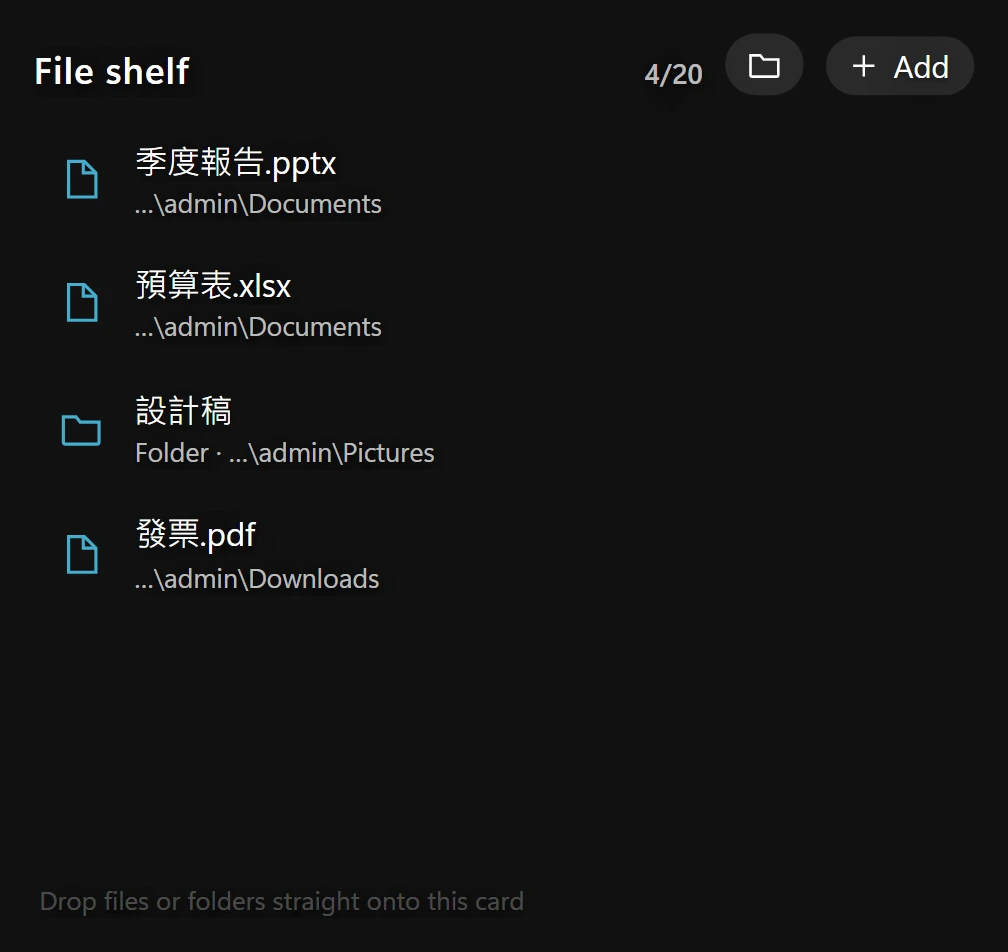 File shelf
4/20
Add
季度報告.pptx
...\admin\Documents
預算表.xlsx
...\admin\Documents
設計稿
Folder · ...\admin\Pictures
發票.pdf
...\admin\Downloads
Drop files or folders straight onto this card